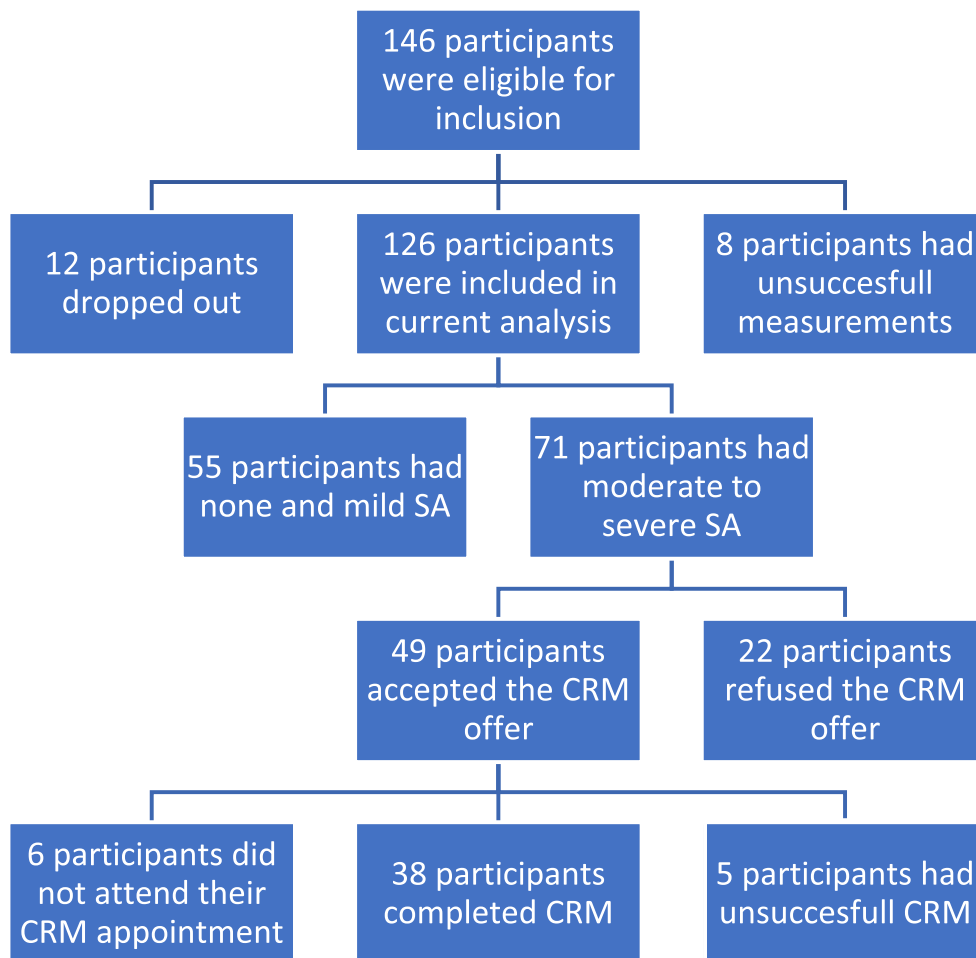 146 participants
were eligible for
inclusion
12 participants
dropped out
126 participants
were included in
current analysis
8 participants had
unsuccesfull
measurements
55 participants had
none and mild SA
71 participants had
moderate to
severe SA
49 participants
accepted the CRM
offer
22 participants
refused the CRM
offer
6 participants did
not attend their
CRM appointment
38 participants
completed CRM
5 participants had
unsuccesfull CRM